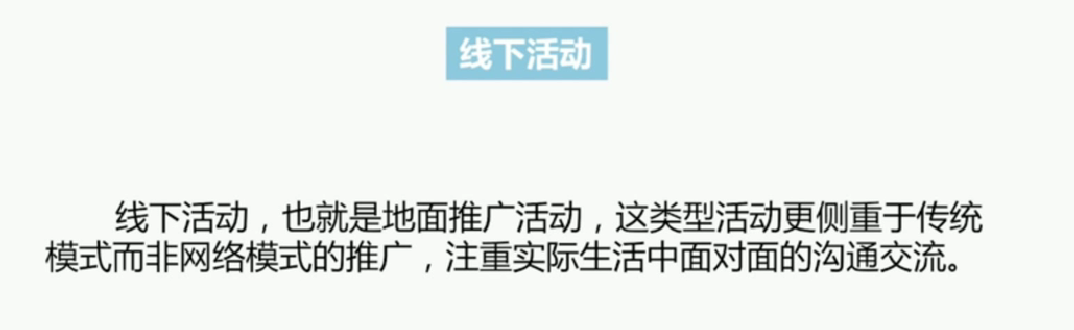 线下活动
线下活动，也就是地面推广活动，这类型活动更侧重于传统
模式而非网络模式的推广，注重实际生活中面对面的沟通交流。